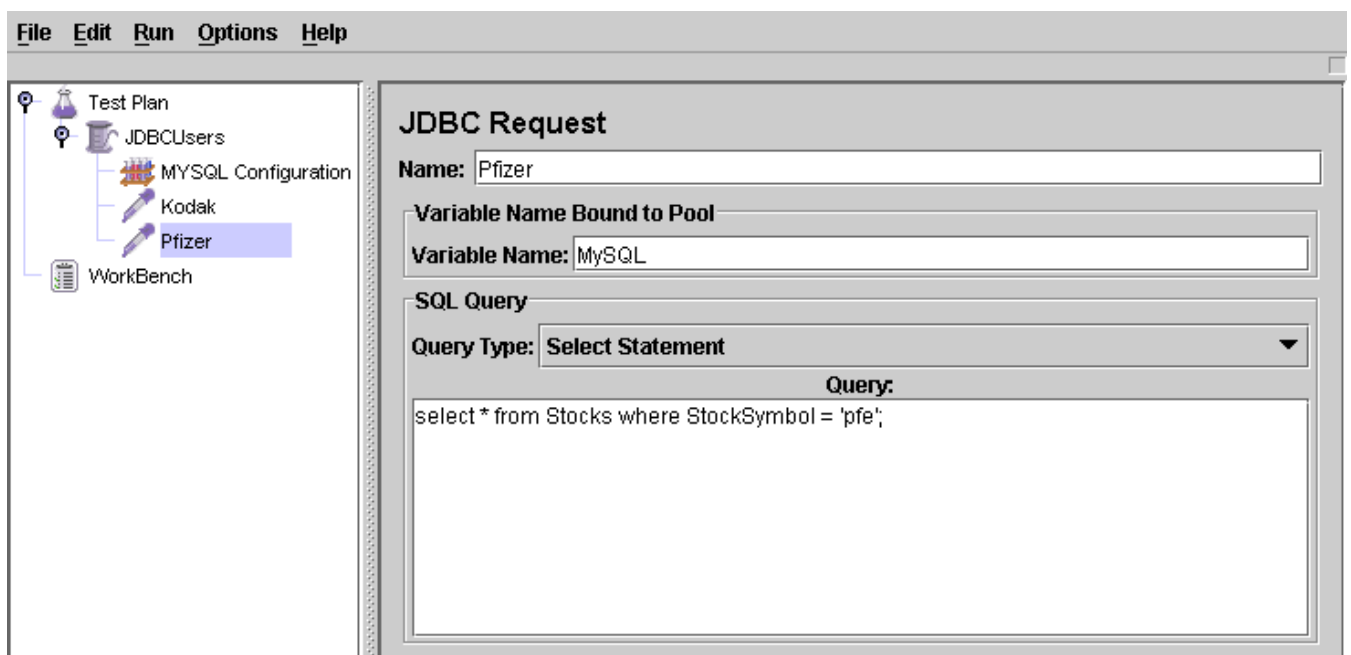 File Edit Run Options Help
Test Plan
JDBCUsers
MYSQL Configuration
Kodak
Pfizer
WorkBench
JDBC Request
Name: Pfizer
Variable Name Bound to Pool
Variable Name: MySQL
SQL Query
Query Type: Select Statement
Query:
select * from Stocks where StockSymbol = 'pfe';